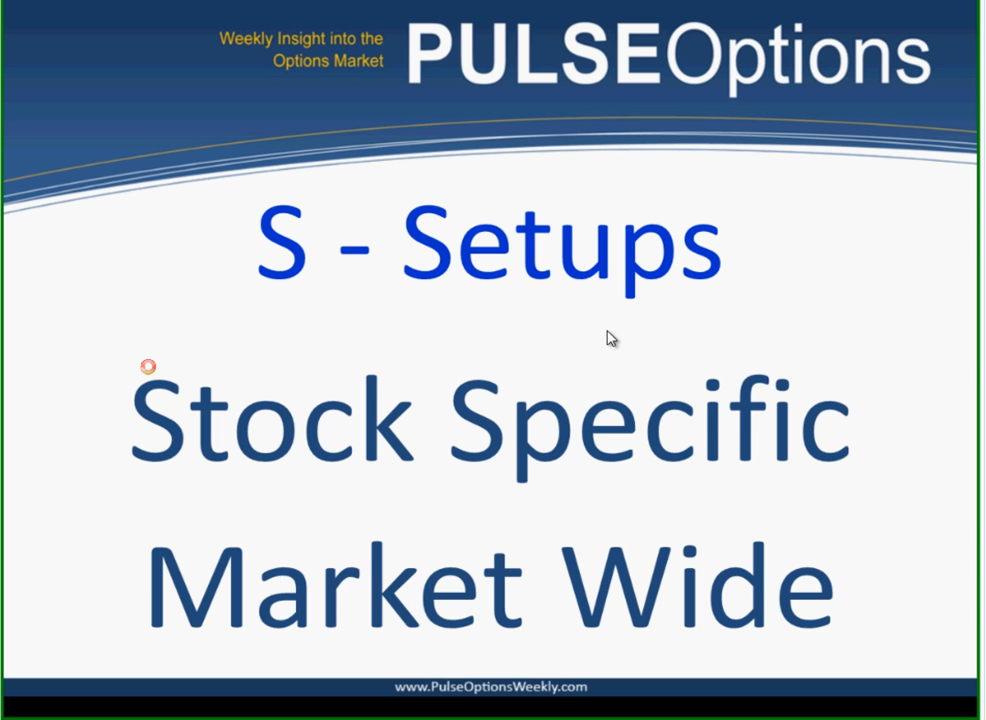 Weekly Insight into the
Options Market
PULSEOptions
S - Setups
Stock Specific
Market Wide
www.PulseOptionsWeekly.com